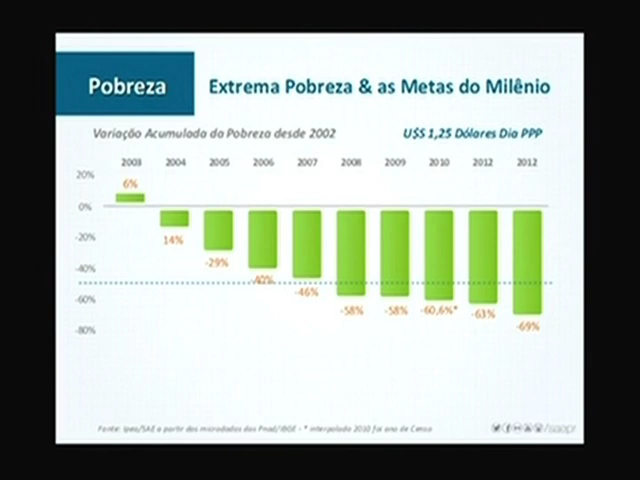 Pobreza
Extrema Pobreza & as Metas do Milênio
Variação Acumulada da Pobreza desde 2002
U$S 1,25 Dólares Dia PPP
2003 2004 2005 2006 2007 2008 2009 2010 2012 2012
20%
0%
-20%
-40%
-60%
-80%
6%
14%
-29%
-40%
-46%
-58%
-58%
-60,6%*
-63%
-69%
Fonte: Ipea/SAE a partir dos microdados das Pnad/IBGE - * interpolado 2010 foi ano de Censo
/saepr